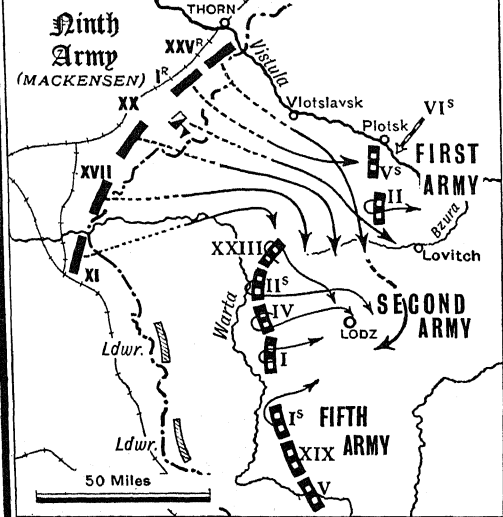 Ninth
Army
(MACKENSEN)
THORN
XXVᴿ
Iᴿ
XX
XVII
XI
Vistula
Vlotslavsk
Plotsk
VIˢ
FIRST
ARMY
Vˢ
II
Bzura
Lovitch
XXIII
IIˢ
IV
I
Warta
SECOND
ARMY
LODZ
Ldwr.
Ldwr.
Iˢ
FIFTH
ARMY
XIX
V
50 Miles